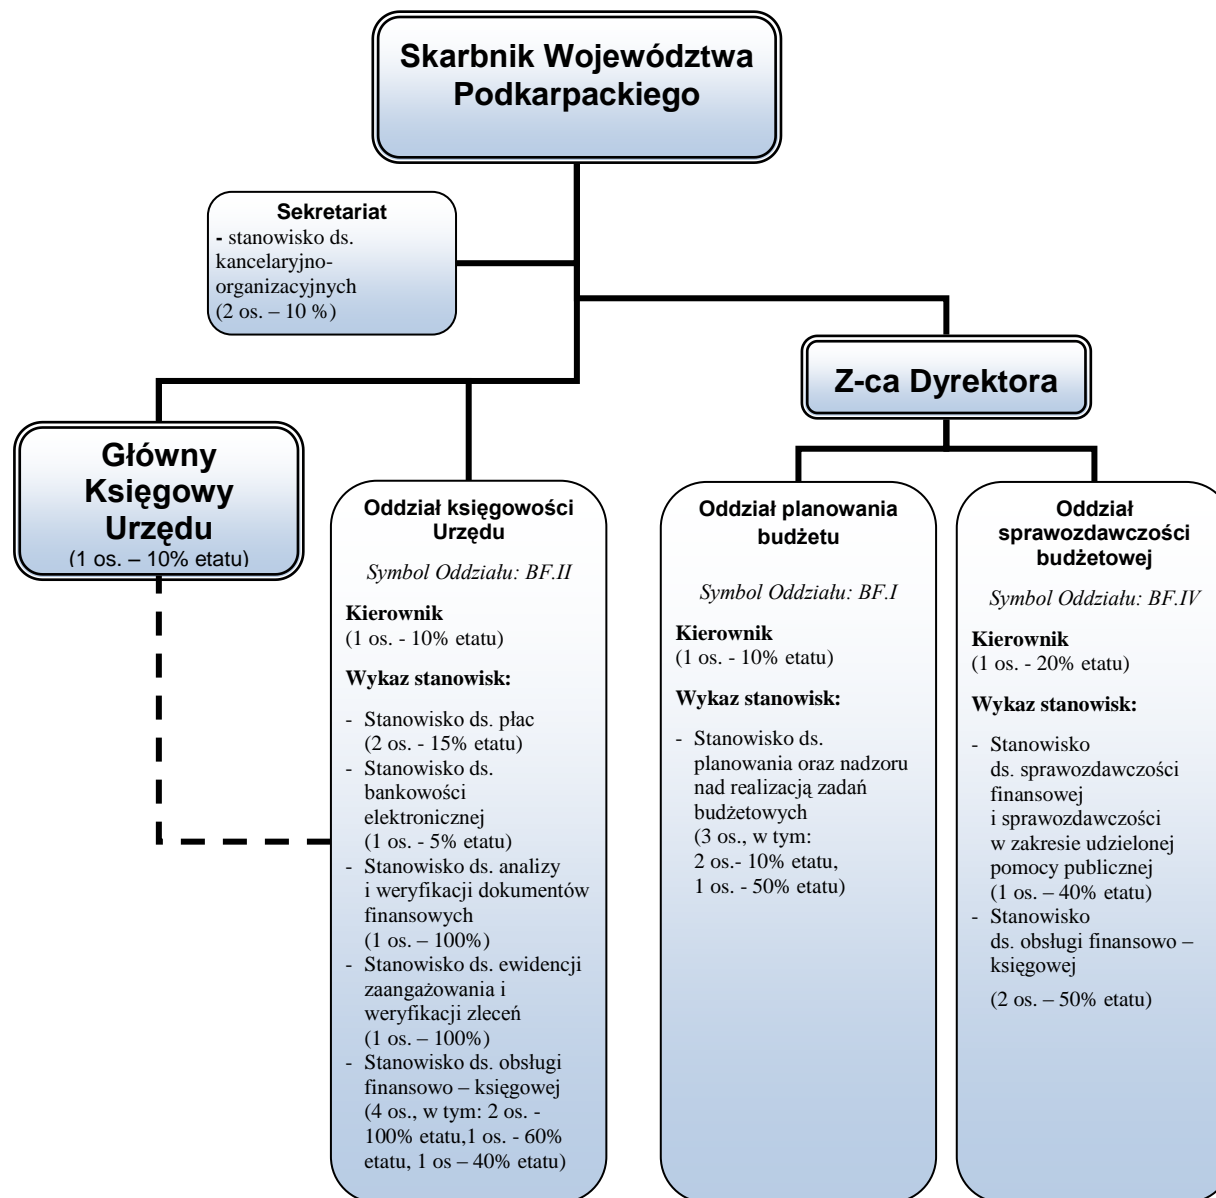 Skarbnik Województwa
Podkarpackiego
Sekretariat
- stanowisko ds.
kancelaryjno-
organizacyjnych
(2 os. – 10 %)
Z-ca Dyrektora
Główny
Księgowy
Urzędu
(1 os. – 10% etatu)
Oddział księgowości
Urzędu
Symbol Oddziału: BF.II
Kierownik
(1 os. - 10% etatu)
Wykaz stanowisk:
- Stanowisko ds. płac
(2 os. - 15% etatu)
- Stanowisko ds.
bankowości
elektronicznej
(1 os. - 5% etatu)
- Stanowisko ds. analizy
i weryfikacji dokumentów
finansowych
(1 os. – 100%)
- Stanowisko ds. ewidencji
zaangażowania i
weryfikacji zleceń
(1 os. – 100%)
- Stanowisko ds. obsługi
finansowo – księgowej
(4 os., w tym: 2 os. -
100% etatu,1 os. - 60%
etatu, 1 os – 40% etatu)
Oddział planowania
budżetu
Symbol Oddziału: BF.I
Kierownik
(1 os. - 10% etatu)
Wykaz stanowisk:
- Stanowisko ds.
planowania oraz nadzoru
nad realizacją zadań
budżetowych
(3 os., w tym:
2 os.- 10% etatu,
1 os. - 50% etatu)
Oddział
sprawozdawczości
budżetowej
Symbol Oddziału: BF.IV
Kierownik
(1 os. - 20% etatu)
Wykaz stanowisk:
- Stanowisko
ds. sprawozdawczości
finansowej
i sprawozdawczości
w zakresie udzielonej
pomocy publicznej
(1 os. – 40% etatu)
- Stanowisko
ds. obsługi finansowo –
księgowej
(2 os. – 50% etatu)